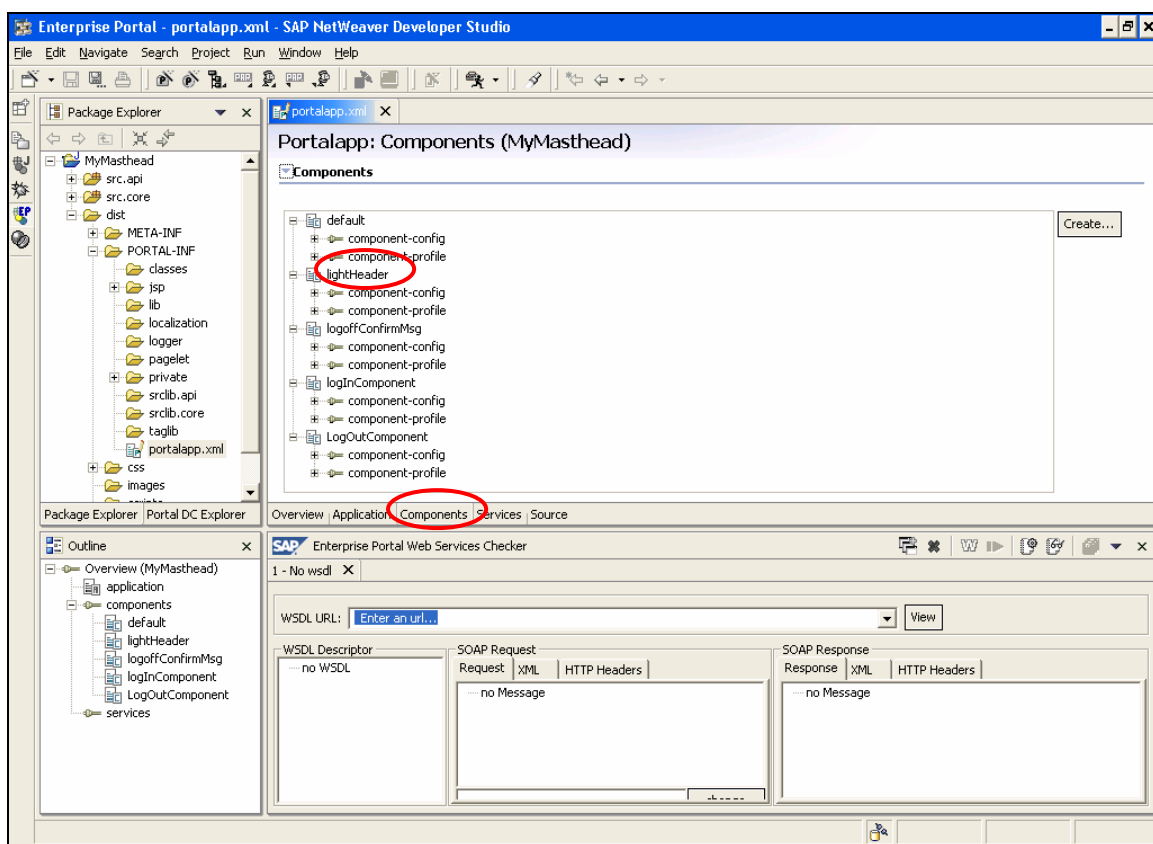 Enterprise Portal - portalapp.xml - SAP NetWeaver Developer Studio
File Edit Navigate Search Project Run Window Help
Package Explorer
MyMasthead
src.api
src.core
dist
META-INF
PORTAL-INF
classes
jsp
lib
localization
logger
pagelet
private
srclib.api
srclib.core
taglib
portalapp.xml
css
images
Package Explorer Portal DC Explorer
portalapp.xml
Portalapp: Components (MyMasthead)
Components
default
component-config
component-profile
lightHeader
component-config
component-profile
logoffConfirmMsg
component-config
component-profile
logInComponent
component-config
component-profile
LogOutComponent
component-config
component-profile
Create...
Overview Application Components Services Source
Outline
Overview (MyMasthead)
application
components
default
lightHeader
logoffConfirmMsg
logInComponent
LogOutComponent
services
SAP Enterprise Portal Web Services Checker
1 - No wsdl
WSDL URL: Enter an url... View
WSDL Descriptor
no WSDL
SOAP Request
Request XML HTTP Headers
no Message
SOAP Response
Response XML HTTP Headers
no Message